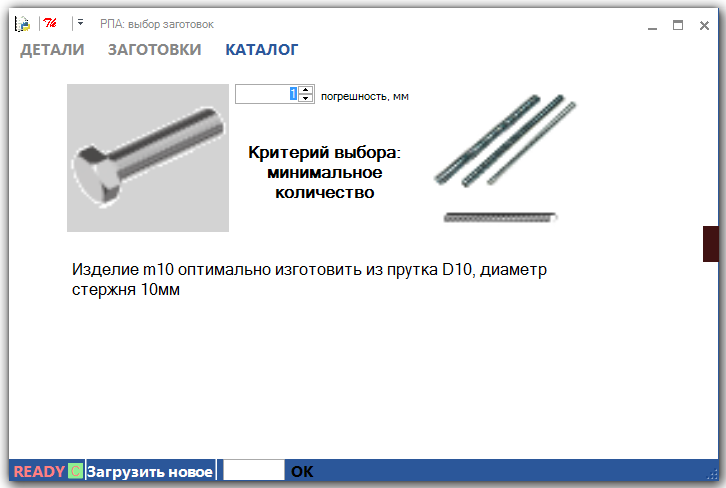 РПА: выбор заготовок
ДЕТАЛИ ЗАГОТОВКИ КАТАЛОГ
1 погрешность, мм
Критерий выбора:
минимальное
количество
Изделие m10 оптимально изготовить из прутка D10, диаметр
стержня 10мм
READY C Загрузить новое OK